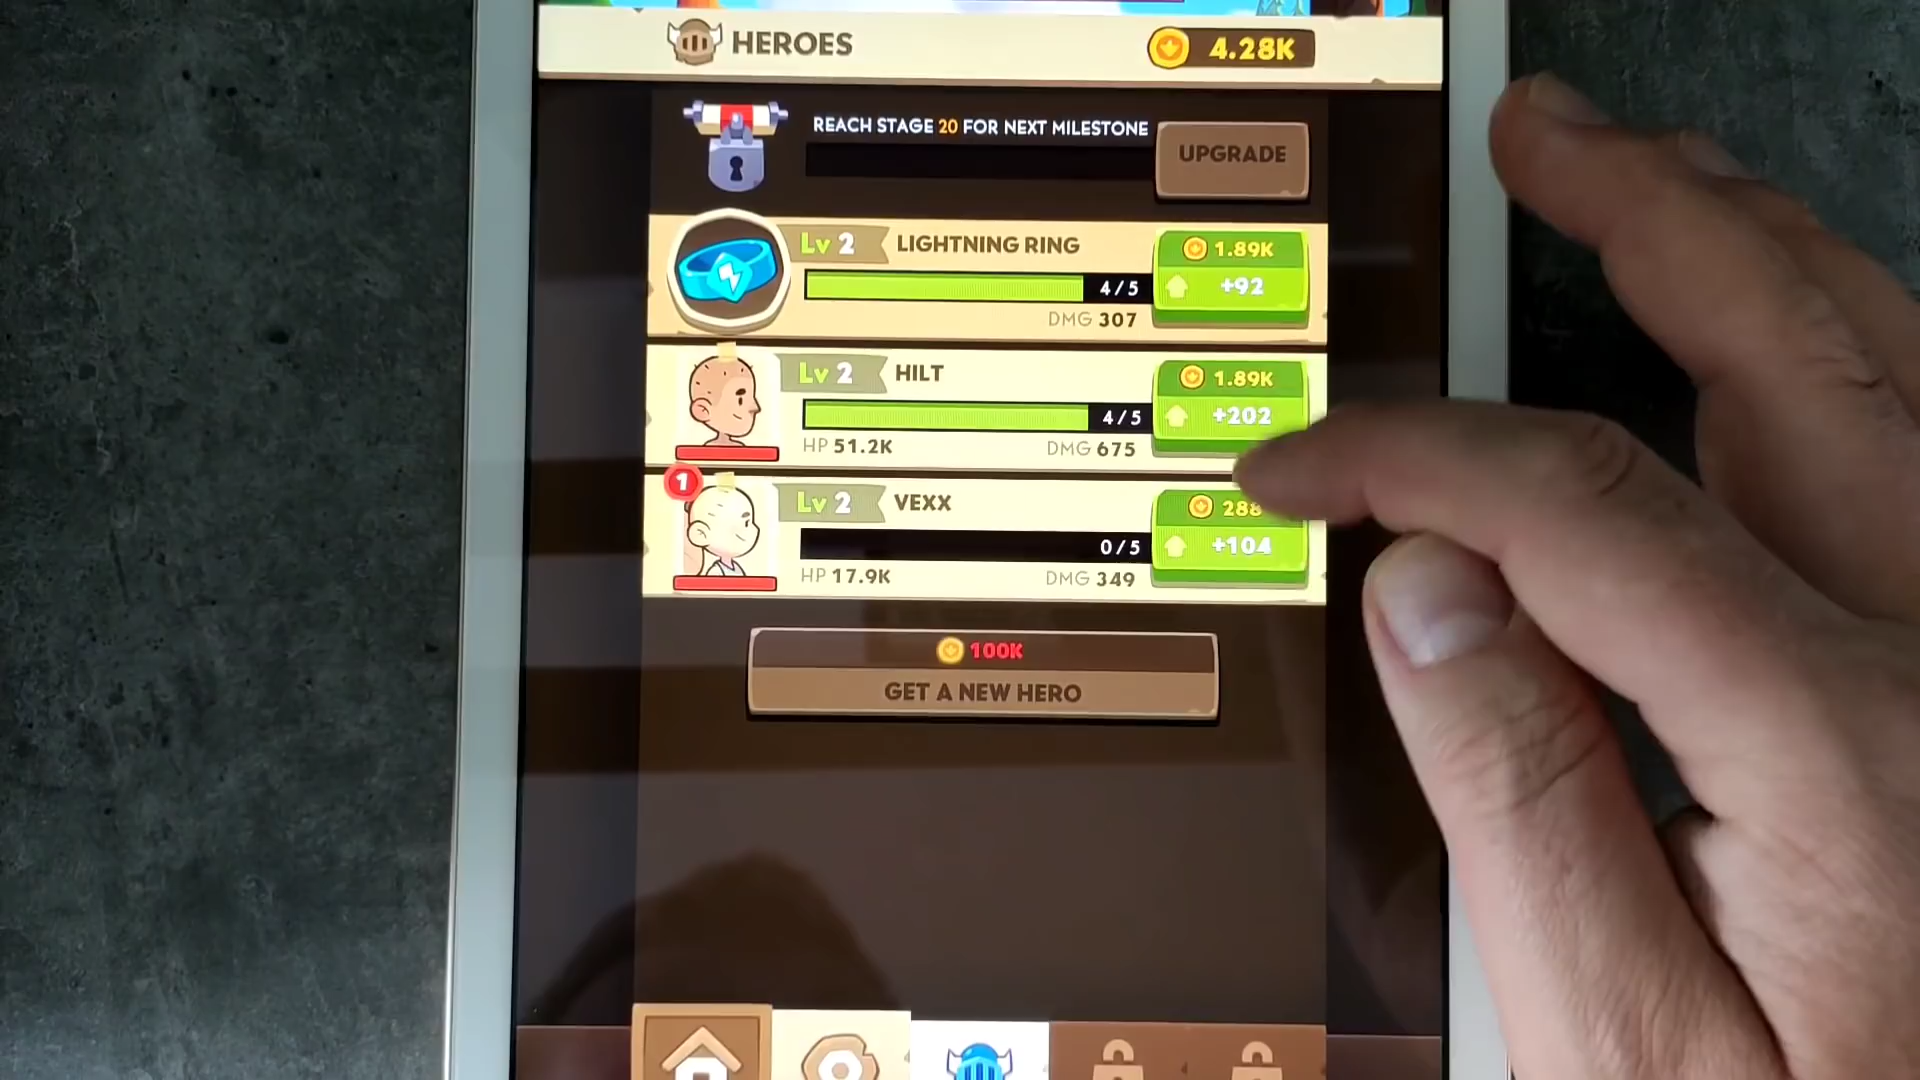 HEROES
4.28K
REACH STAGE 20 FOR NEXT MILESTONE
UPGRADE
Lv 2
LIGHTNING RING
4/5
DMG 307
1.89K
+92
Lv 2
HILT
4/5
HP 51.2K
DMG 675
1.89K
+202
1
Lv 2
VEXX
0/5
HP 17.9K
DMG 349
288
+104
100K
GET A NEW HERO